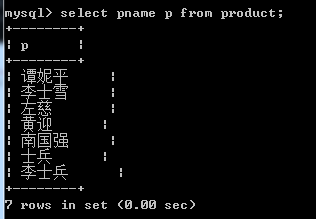 mysql> select pname p from product;
+--------+
| p      |
+--------+
| 谭妮平      |
| 李士雪      |
| 左慈       |
| 黄迎      |
| 南国强      |
| 士兵      |
| 李士兵       |
+--------+
7 rows in set (0.00 sec)